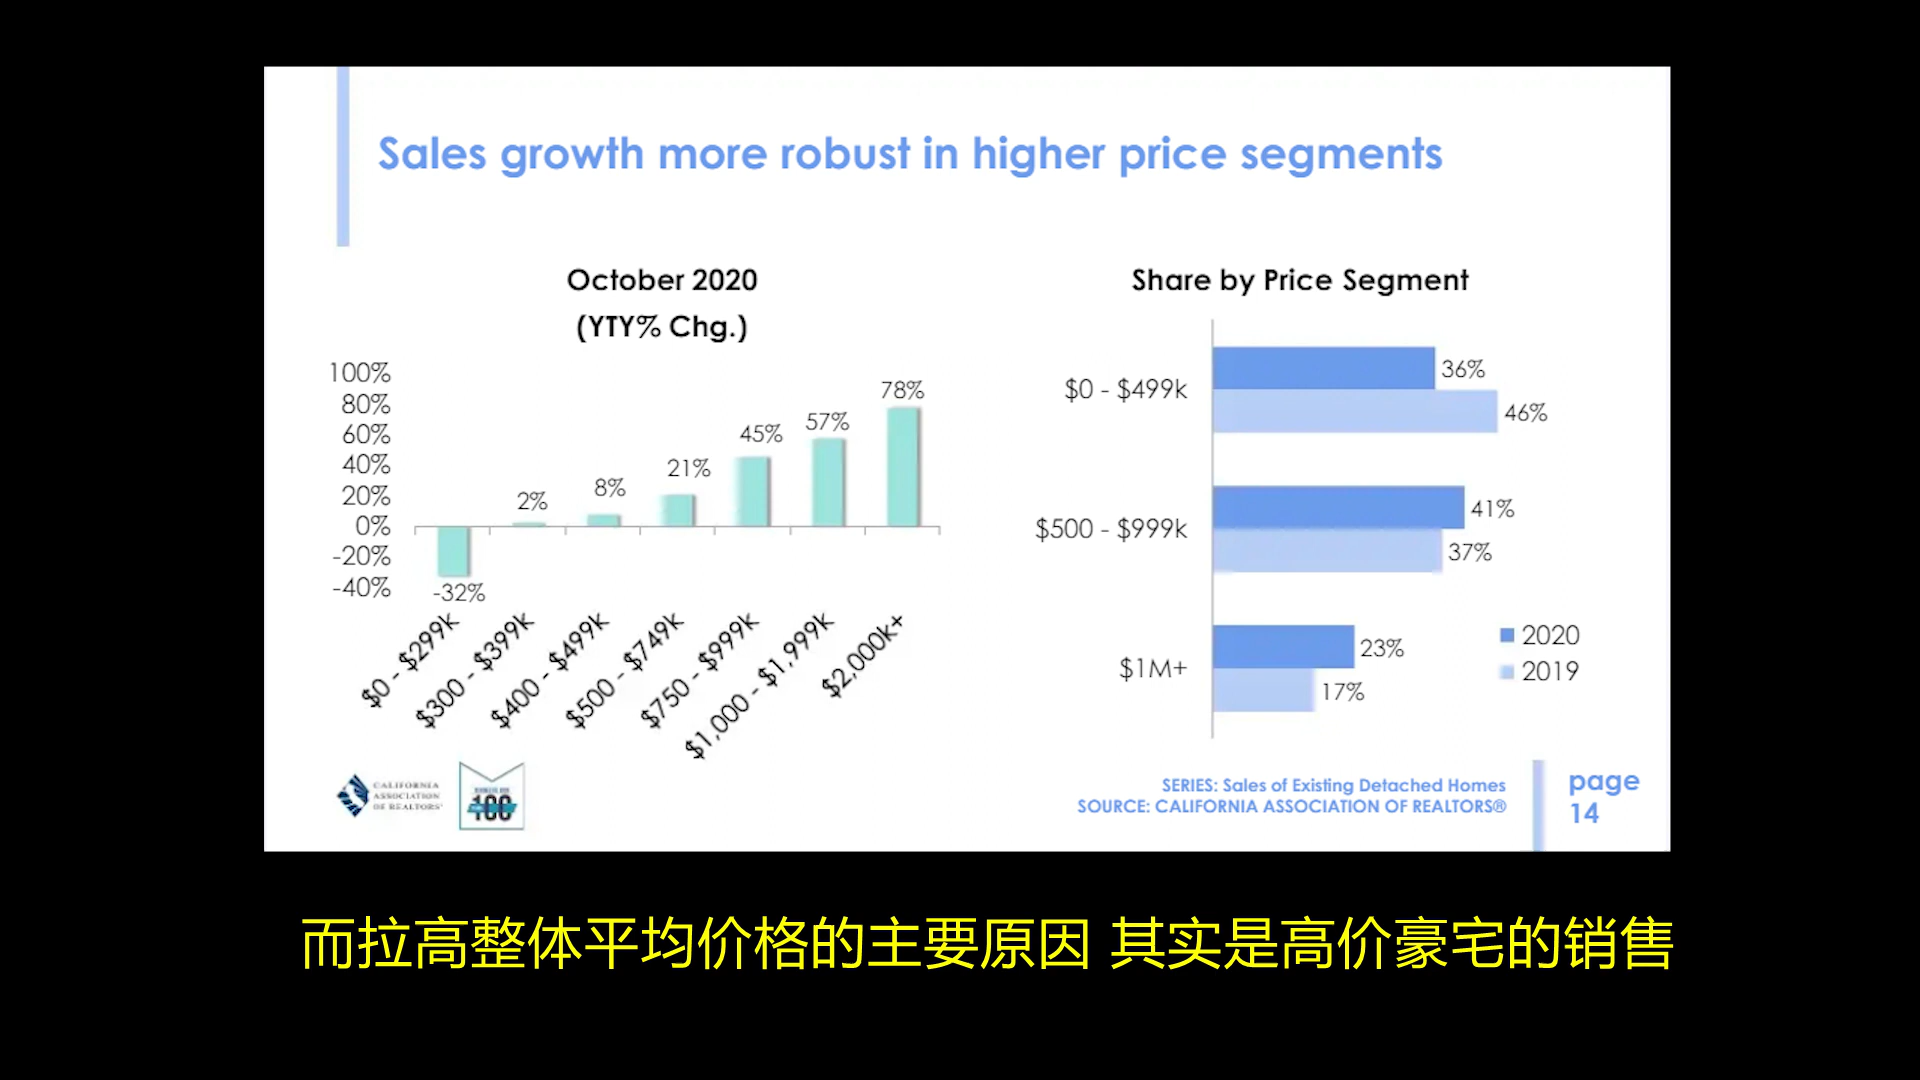 Sales growth more robust in higher price segments
October 2020
(YTY% Chg.)
100%
80%
60%
40%
20%
0%
-20%
-40%
-32%
2%
8%
21%
45%
57%
78%
$0 - $299k
$300 - $399k
$400 - $499k
$500 - $749k
$750 - $999k
$1,000 - $1,999k
$2,000k+
Share by Price Segment
$0 - $499k
36%
46%
$500 - $999k
41%
37%
$1M+
23%
17%
2020
2019
CALIFORNIA
ASSOCIATION
OF REALTORS®
100
SERIES: Sales of Existing Detached Homes
SOURCE: CALIFORNIA ASSOCIATION OF REALTORS®
page
14
而拉高整体平均价格的主要原因 其实是高价豪宅的销售